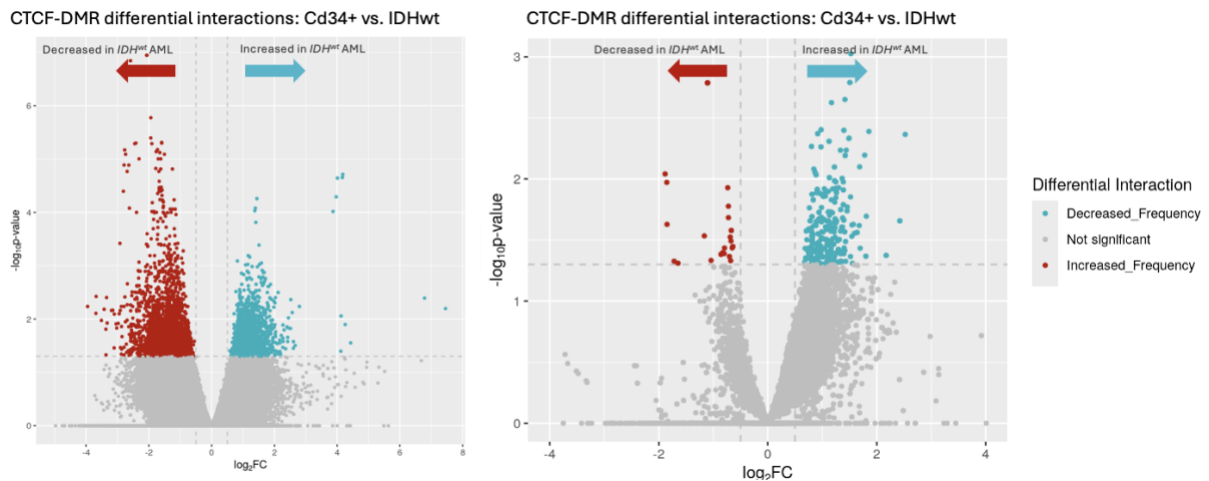 CTCF-DMR differential interactions: Cd34+ vs. IDHwt
Decreased in IDHwt AML
Increased in IDHwt AML
-log10p-value
6
4
2
0
-4
-2
0
2
4
6
8
log2FC
CTCF-DMR differential interactions: Cd34+ vs. IDHwt
Decreased in IDHwt AML
Increased in IDHwt AML
-log10p-value
3
2
1
0
-4
-2
0
2
4
log2FC
Differential Interaction
Decreased_Frequency
Not significant
Increased_Frequency